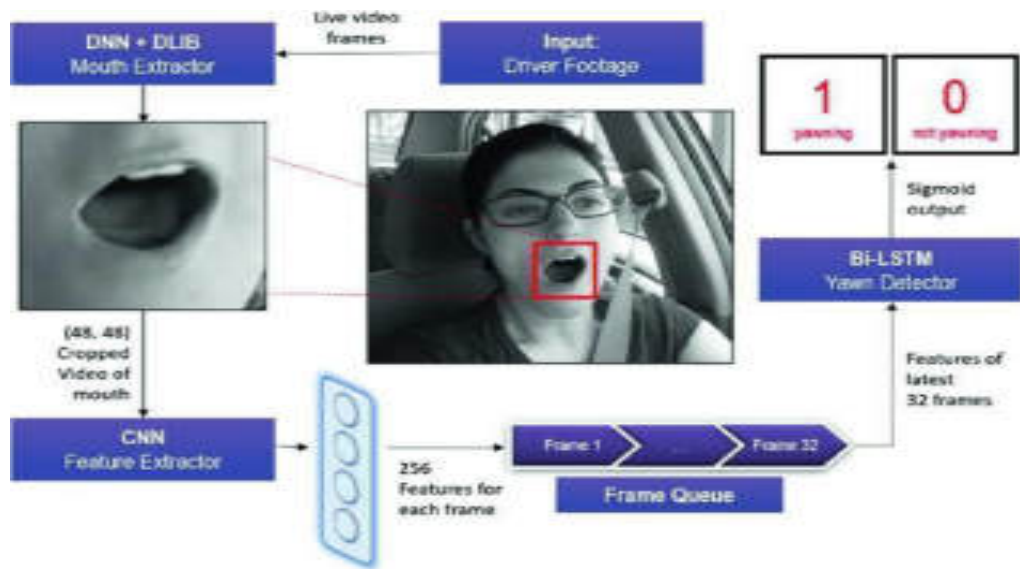 Live video
frames
DNN + DLIB
Mouth Extractor
Input:
Driver Footage
1
yawning
0
not yawning
Sigmoid
output
Bi-LSTM
Yawn Detector
(48, 48)
Cropped
Video of
mouth
Features of
latest
32 frames
CNN
Feature Extractor
256
Features for
each frame
Frame 1
...
Frame 32
Frame Queue